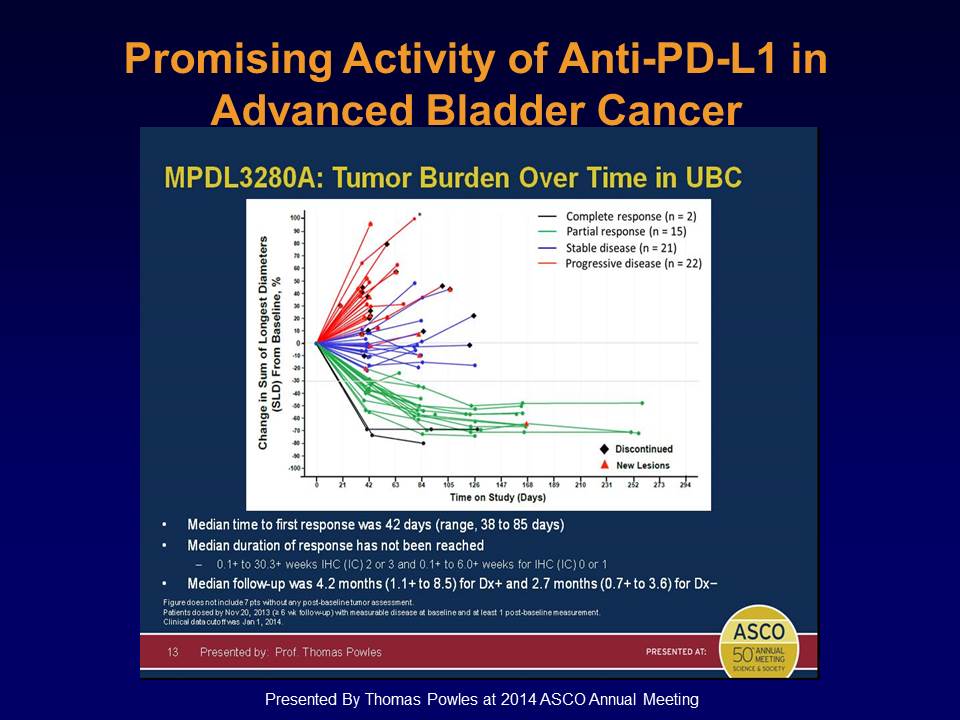 Promising Activity of Anti-PD-L1 in
Advanced Bladder Cancer
MPDL3280A: Tumor Burden Over Time in UBC
Change in Sum of Longest Diameters
(SLD) From Baseline, %
100
90
80
70
60
50
40
30
20
10
0
-10
-20
-30
-40
-50
-60
-70
-80
-90
-100
*
Complete response (n = 2)
Partial response (n = 15)
Stable disease (n = 21)
Progressive disease (n = 22)
Discontinued
New Lesions
0 21 42 63 84 105 126 147 168 189 210 231 252 273 294
Time on Study (Days)
• Median time to first response was 42 days (range, 38 to 85 days)
• Median duration of response has not been reached
– 0.1+ to 30.3+ weeks IHC (IC) 2 or 3 and 0.1+ to 6.0+ weeks for IHC (IC) 0 or 1
• Median follow-up was 4.2 months (1.1+ to 8.5) for Dx+ and 2.7 months (0.7+ to 3.6) for Dx−
Figure does not include 7 pts without any post-baseline tumor assessment.
Patients dosed by Nov 20, 2013 (≥ 6 wk follow-up) with measurable disease at baseline and at least 1 post-baseline measurement.
Clinical data cutoff was Jan 1, 2014.
13 Presented by: Prof. Thomas Powles
PRESENTED AT:
ASCO
50TH ANNUAL
MEETING
SCIENCE & SOCIETY
Presented By Thomas Powles at 2014 ASCO Annual Meeting